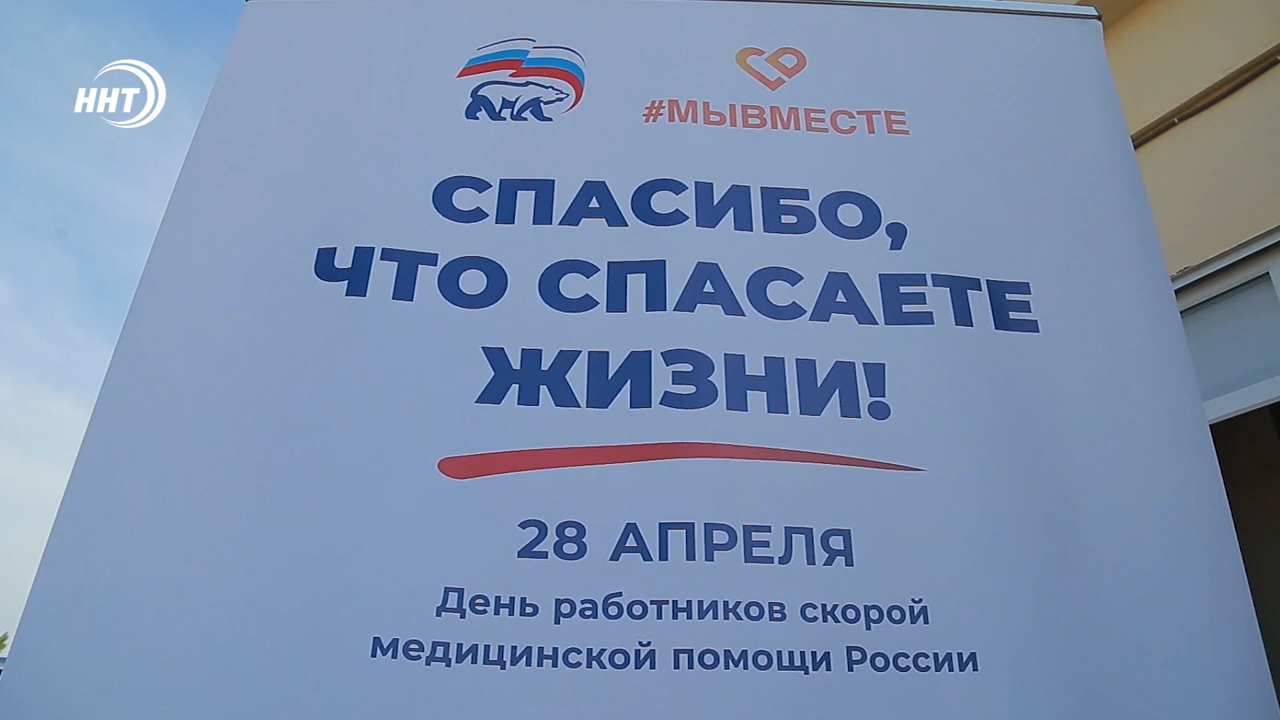 ННТ
#МЫВМЕСТЕ
СПАСИБО,
ЧТО СПАСАЕТЕ
ЖИЗНИ!
28 АПРЕЛЯ
День работников скорой
медицинской помощи России